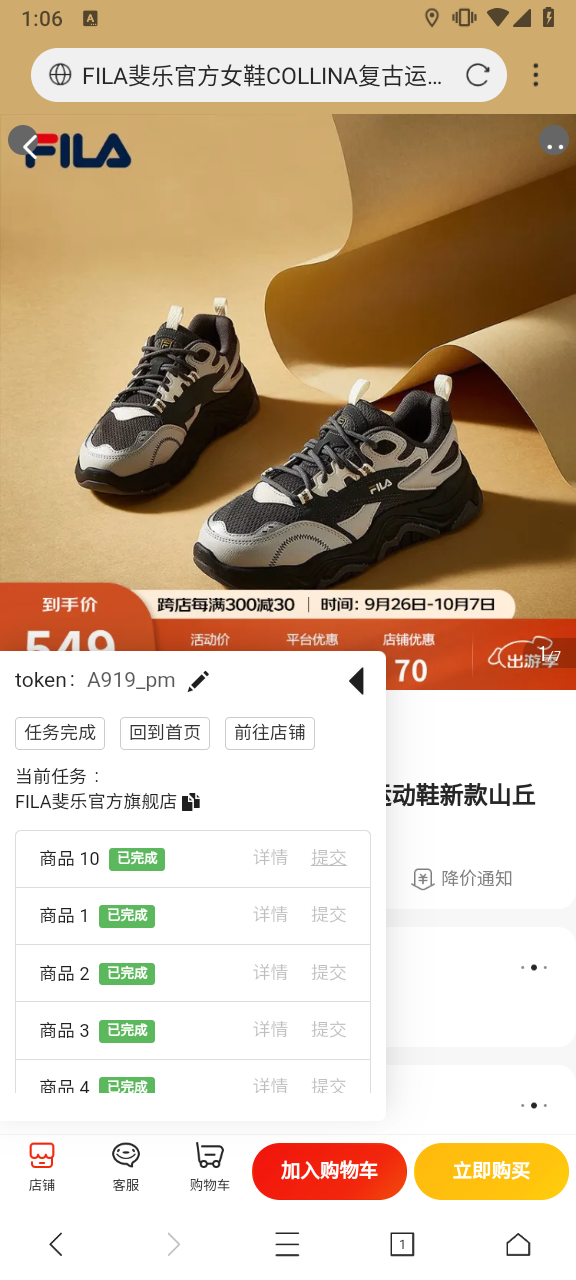 1:06
A
FILA斐乐官方女鞋COLLINA复古运…
FILA
FILA
到手价
跨店每满300减30 | 时间：9月26日-10月7日
549
活动价
平台优惠
店铺优惠
70
出游季
1/7
token： A919_pm
任务完成
回到首页
前往店铺
当前任务：
FILA斐乐官方旗舰店
运动鞋新款山丘
降价通知
商品 10 已完成 详情 提交
商品 1 已完成 详情 提交
商品 2 已完成 详情 提交
商品 3 已完成 详情 提交
商品 4 已完成 详情 提交
店铺
客服
购物车
加入购物车
立即购买
1